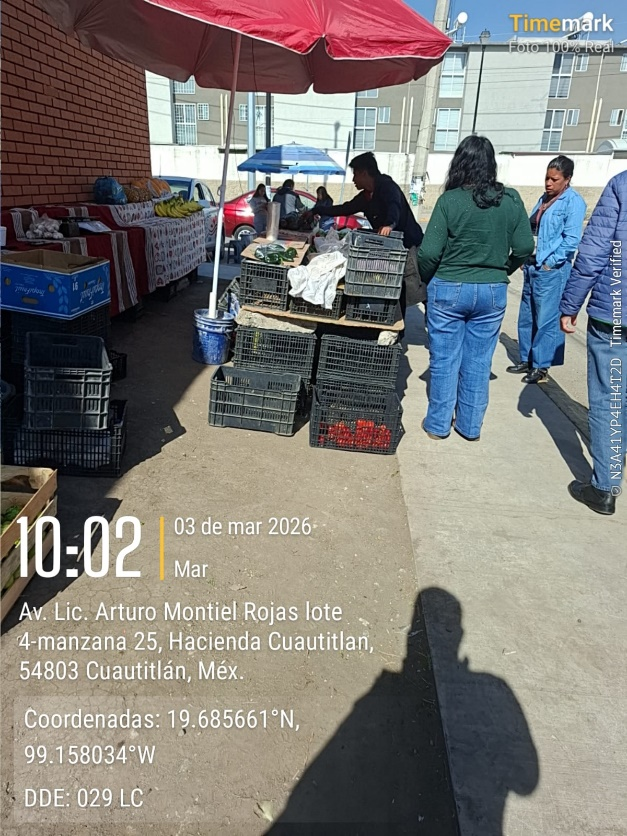 Timemark
Foto 100% Real
10:02
03 de mar 2026
Mar
Av. Lic. Arturo Montiel Rojas lote
4-manzana 25, Hacienda Cuautitlan,
54803 Cuautitlán, Méx.
Coordenadas: 19.685661°N,
99.158034°W
DDE: 029 LC
© N3A41YP4EH4T2D Timemark Verified